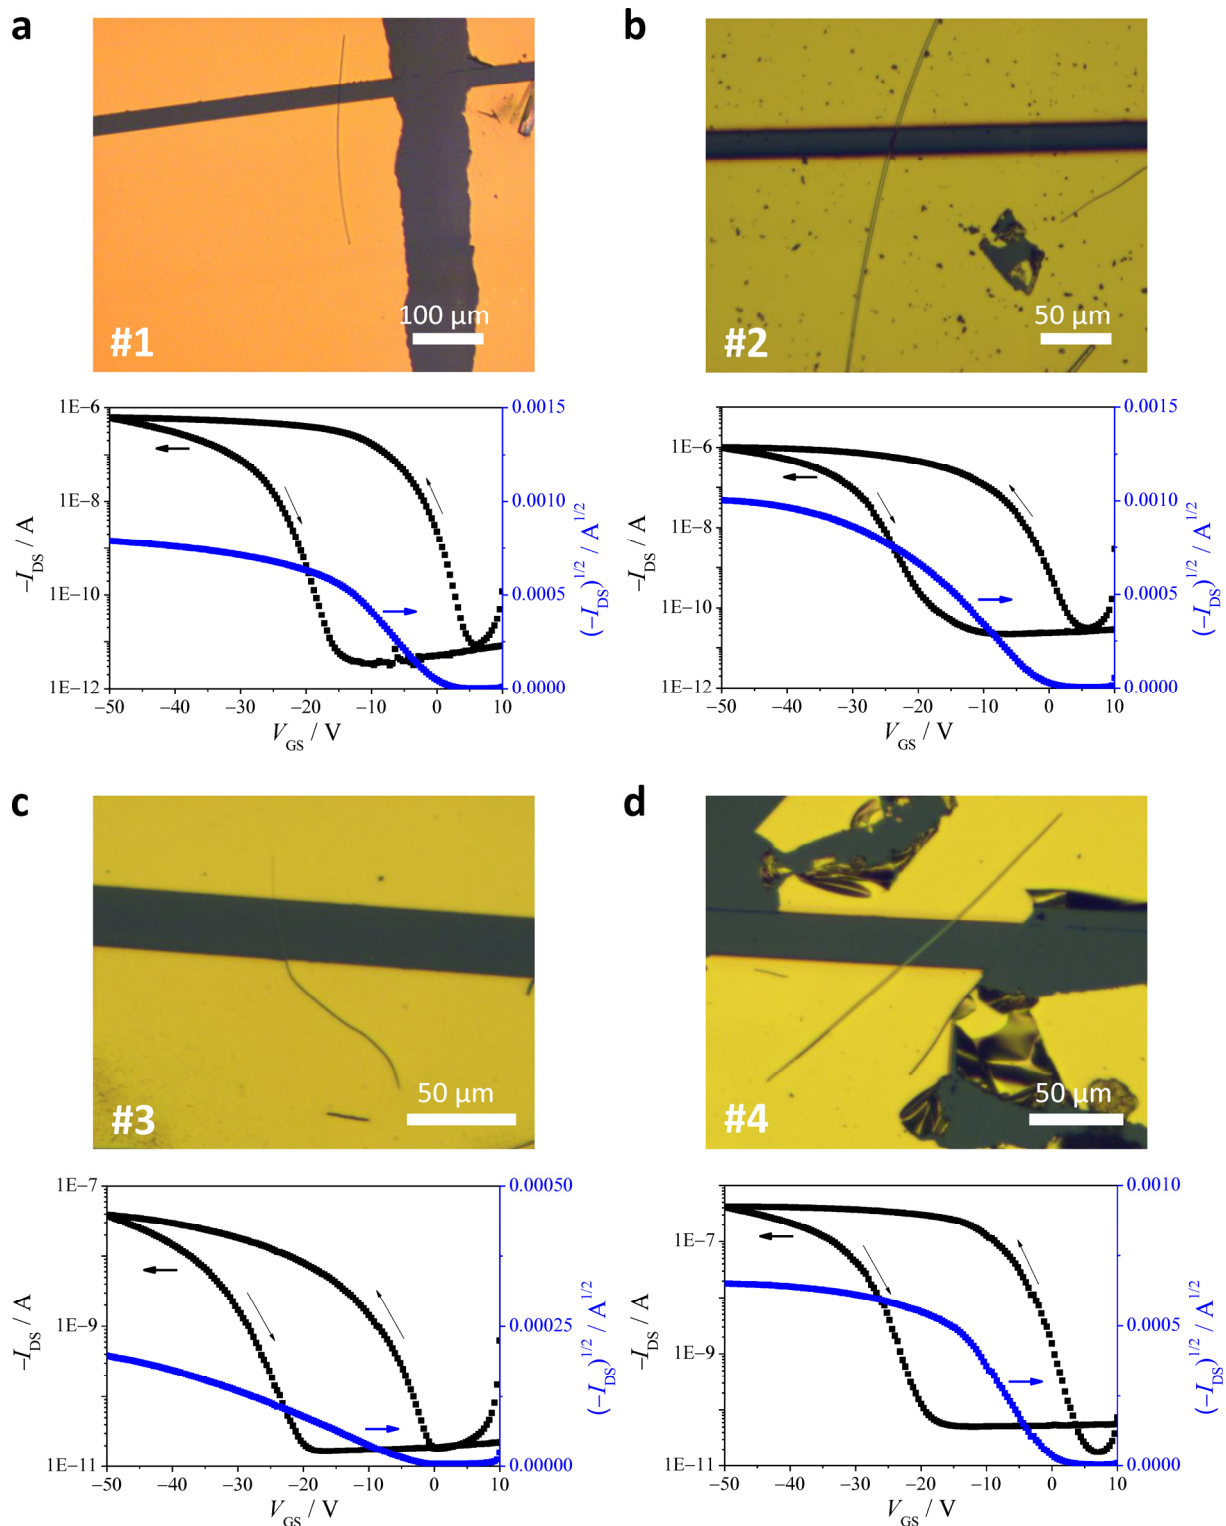 a
100 μm
#1
b
50 μm
#2
1E−6
1E−8
1E−10
1E−12
−I_DS / A
0.0015
0.0010
0.0005
0.0000
(−I_DS)^1/2 / A^1/2
−50 −40 −30 −20 −10 0 10
V_GS / V
1E−6
1E−8
1E−10
1E−12
−I_DS / A
0.0015
0.0010
0.0005
0.0000
(−I_DS)^1/2 / A^1/2
−50 −40 −30 −20 −10 0 10
V_GS / V
c
50 μm
#3
d
50 μm
#4
1E−7
1E−9
1E−11
−I_DS / A
0.00050
0.00025
0.00000
(−I_DS)^1/2 / A^1/2
−50 −40 −30 −20 −10 0 10
V_GS / V
1E−7
1E−9
1E−11
−I_DS / A
0.0010
0.0005
0.0000
(−I_DS)^1/2 / A^1/2
−50 −40 −30 −20 −10 0 10
V_GS / V